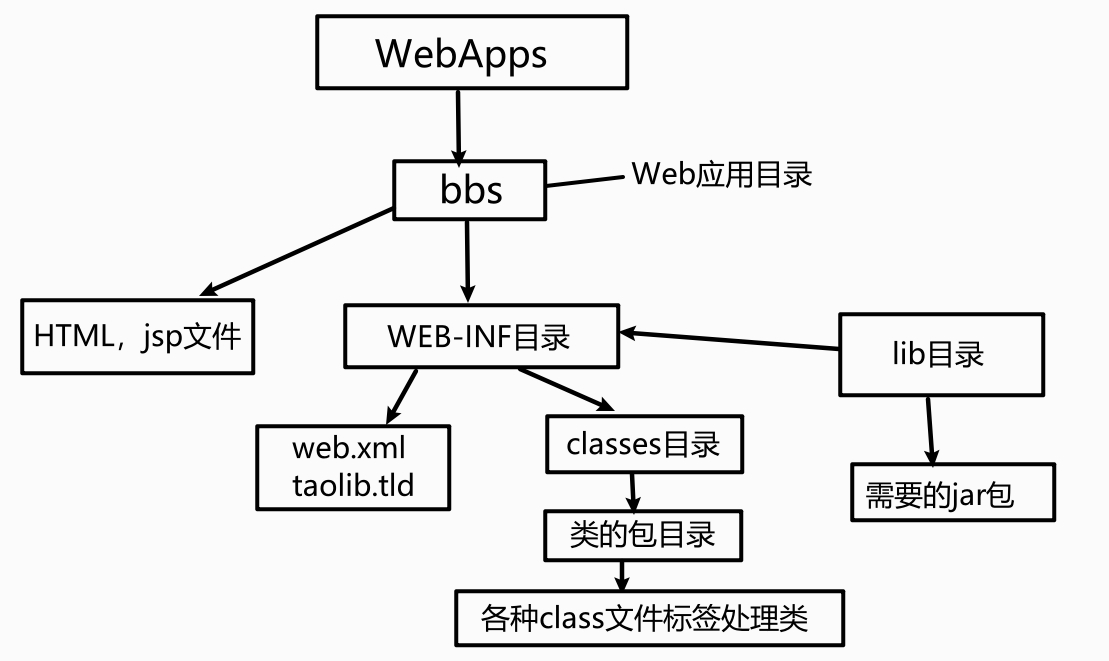 WebApps
bbs
Web应用目录
HTML，jsp文件
WEB-INF目录
lib目录
web.xml
taolib.tld
classes目录
需要的jar包
类的包目录
各种class文件标签处理类